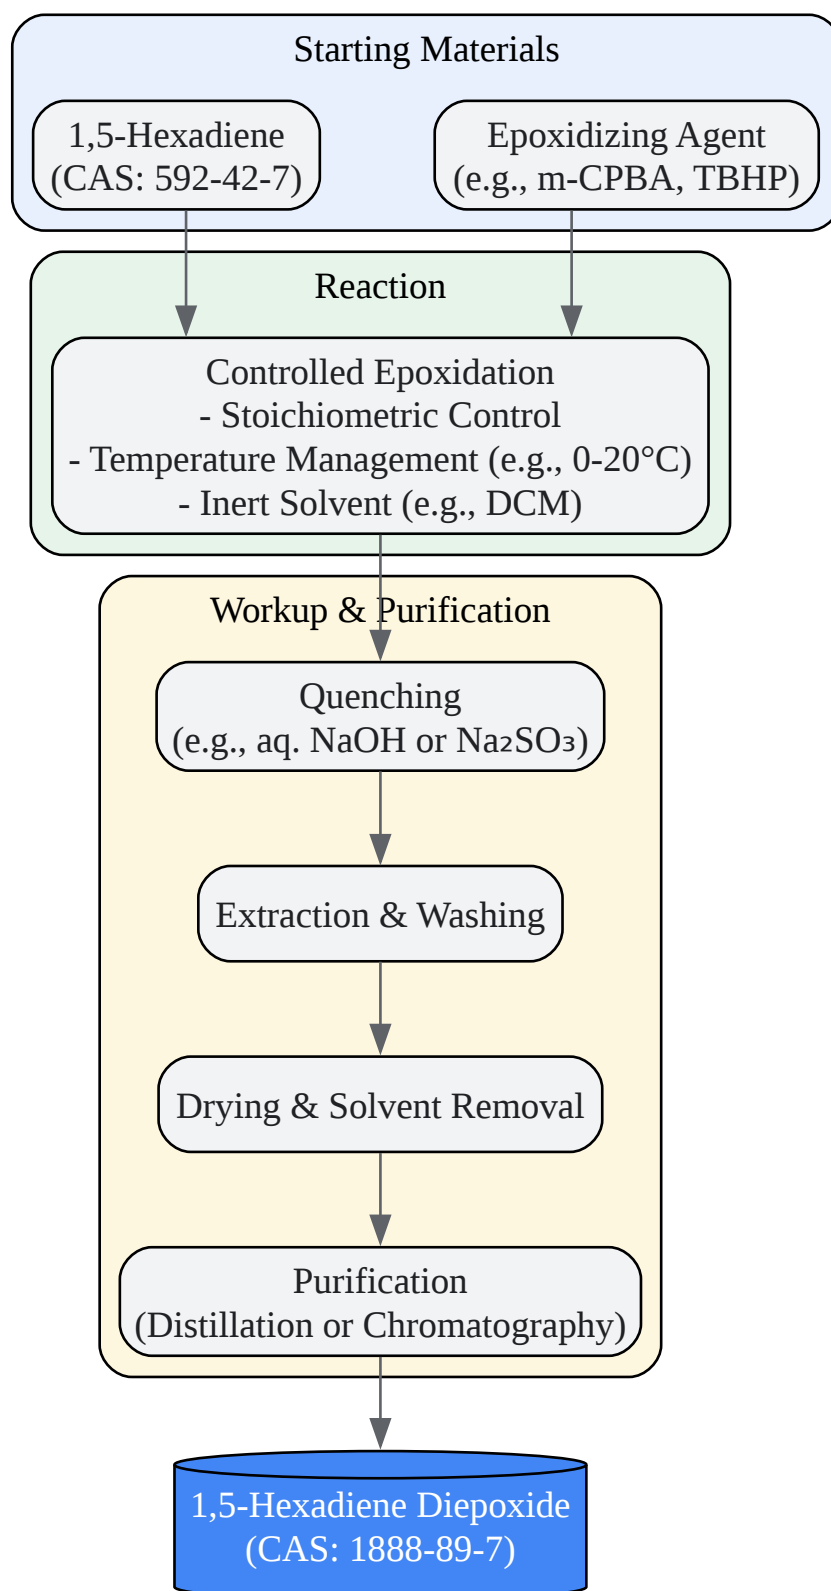 Starting Materials
1,5-Hexadiene
(CAS: 592-42-7)
Epoxidizing Agent
(e.g., m-CPBA, TBHP)
Reaction
Controlled Epoxidation
- Stoichiometric Control
- Temperature Management (e.g., 0-20°C)
- Inert Solvent (e.g., DCM)
Workup & Purification
Quenching
(e.g., aq. NaOH or Na₂SO₃)
Extraction & Washing
Drying & Solvent Removal
Purification
(Distillation or Chromatography)
1,5-Hexadiene Diepoxide
(CAS: 1888-89-7)